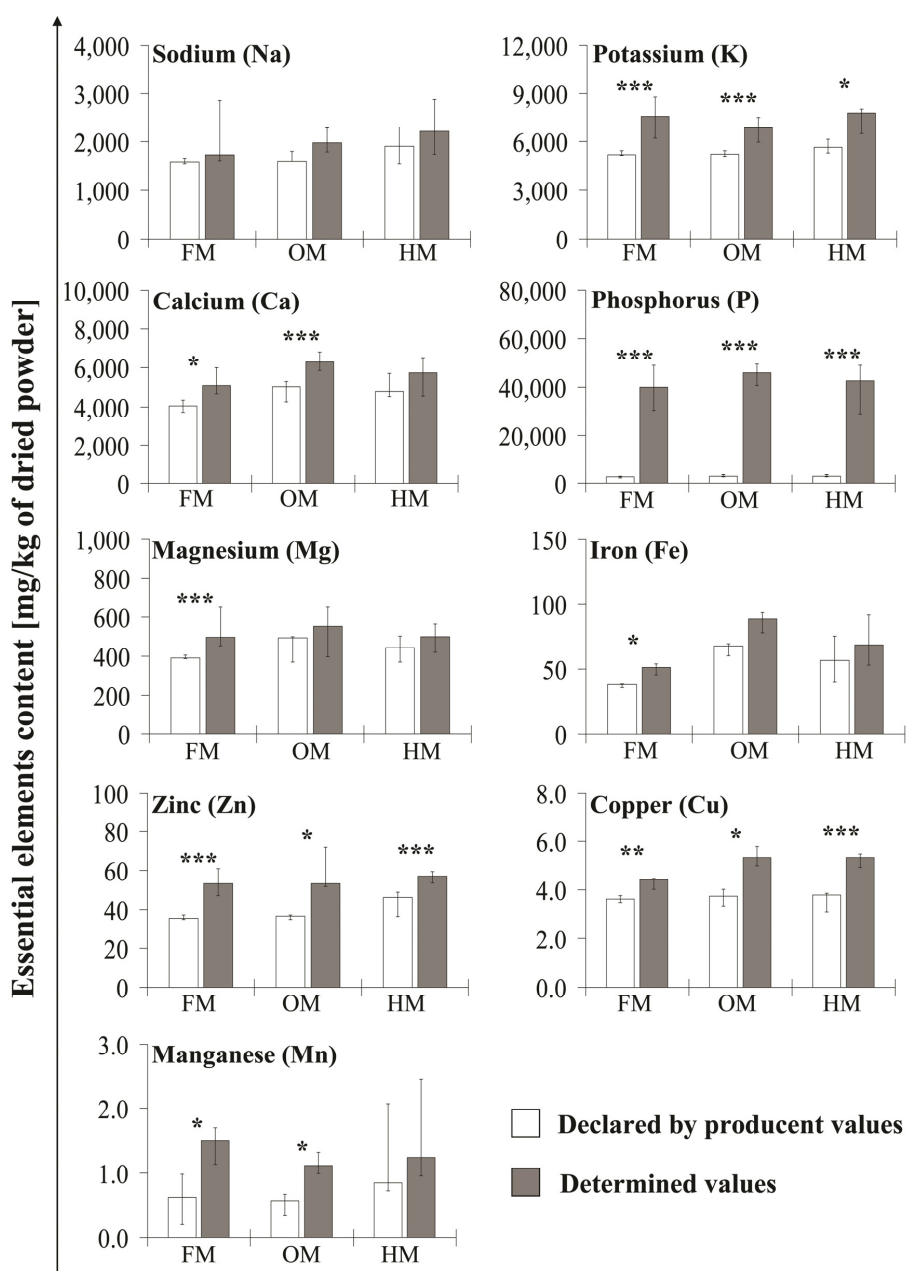 Essential elements content [mg/kg of dried powder]
Sodium (Na)
4,000
3,000
2,000
1,000
0
FM OM HM
Potassium (K)
12,000
9,000
6,000
3,000
0
*** *** *
FM OM HM
Calcium (Ca)
10,000
8,000
6,000
4,000
2,000
0
* ***
FM OM HM
Phosphorus (P)
80,000
60,000
40,000
20,000
0
*** *** ***
FM OM HM
Magnesium (Mg)
1,000
800
600
400
200
0
***
FM OM HM
Iron (Fe)
150
100
50
0
*
FM OM HM
Zinc (Zn)
100
80
60
40
20
0
*** * ***
FM OM HM
Copper (Cu)
8.0
6.0
4.0
2.0
0.0
** * ***
FM OM HM
Manganese (Mn)
3.0
2.0
1.0
0.0
* *
FM OM HM
Declared by producent values
Determined values